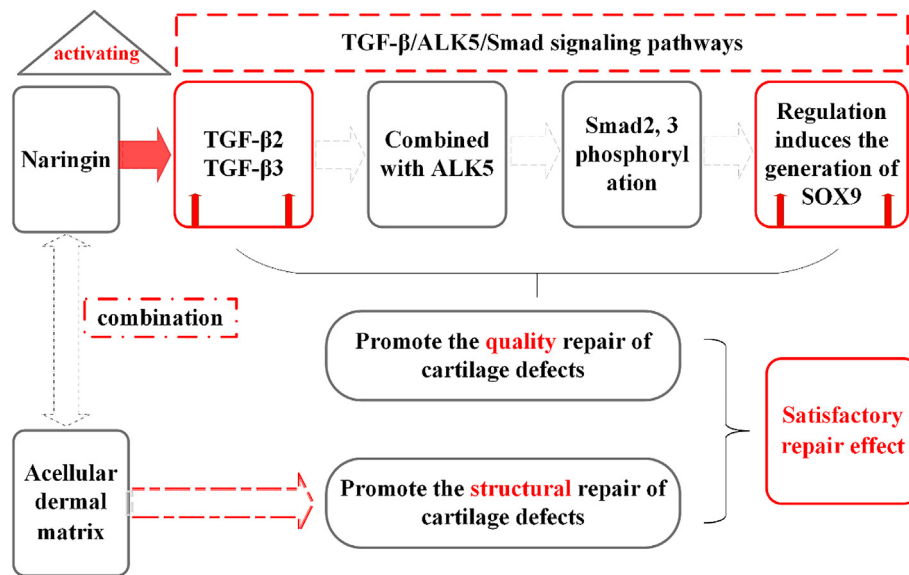 activating
TGF-β/ALK5/Smad signaling pathways
Naringin
TGF-β2
TGF-β3
Combined
with ALK5
Smad2, 3
phosphoryl
ation
Regulation
induces the
generation of
SOX9
combination
Promote the quality repair of
cartilage defects
Satisfactory
repair effect
Acellular
dermal
matrix
Promote the structural repair of
cartilage defects